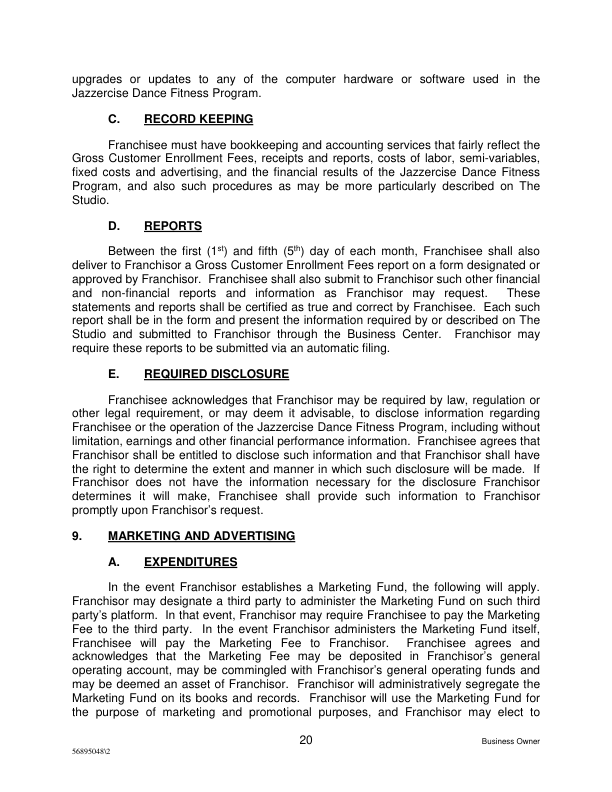 upgrades or updates to any of the computer hardware or software used in the
Jazzercise Dance Fitness Program.
C. RECORD KEEPING
Franchisee must have bookkeeping and accounting services that fairly reflect the
Gross Customer Enrollment Fees, receipts and reports, costs of labor, semi-variables,
fixed costs and advertising, and the financial results of the Jazzercise Dance Fitness
Program, and also such procedures as may be more particularly described on The
Studio.
D. REPORTS
Between the first (1st) and fifth (5th) day of each month, Franchisee shall also
deliver to Franchisor a Gross Customer Enrollment Fees report on a form designated or
approved by Franchisor. Franchisee shall also submit to Franchisor such other financial
and non-financial reports and information as Franchisor may request. These
statements and reports shall be certified as true and correct by Franchisee. Each such
report shall be in the form and present the information required by or described on The
Studio and submitted to Franchisor through the Business Center. Franchisor may
require these reports to be submitted via an automatic filing.
E. REQUIRED DISCLOSURE
Franchisee acknowledges that Franchisor may be required by law, regulation or
other legal requirement, or may deem it advisable, to disclose information regarding
Franchisee or the operation of the Jazzercise Dance Fitness Program, including without
limitation, earnings and other financial performance information. Franchisee agrees that
Franchisor shall be entitled to disclose such information and that Franchisor shall have
the right to determine the extent and manner in which such disclosure will be made. If
Franchisor does not have the information necessary for the disclosure Franchisor
determines it will make, Franchisee shall provide such information to Franchisor
promptly upon Franchisor's request.
9. MARKETING AND ADVERTISING
A. EXPENDITURES
In the event Franchisor establishes a Marketing Fund, the following will apply.
Franchisor may designate a third party to administer the Marketing Fund on such third
party's platform. In that event, Franchisor may require Franchisee to pay the Marketing
Fee to the third party. In the event Franchisor administers the Marketing Fund itself,
Franchisee will pay the Marketing Fee to Franchisor. Franchisee agrees and
acknowledges that the Marketing Fee may be deposited in Franchisor's general
operating account, may be commingled with Franchisor's general operating funds and
may be deemed an asset of Franchisor. Franchisor will administratively segregate the
Marketing Fund on its books and records. Franchisor will use the Marketing Fund for
the purpose of marketing and promotional purposes, and Franchisor may elect to
20
Business Owner
56895048\2